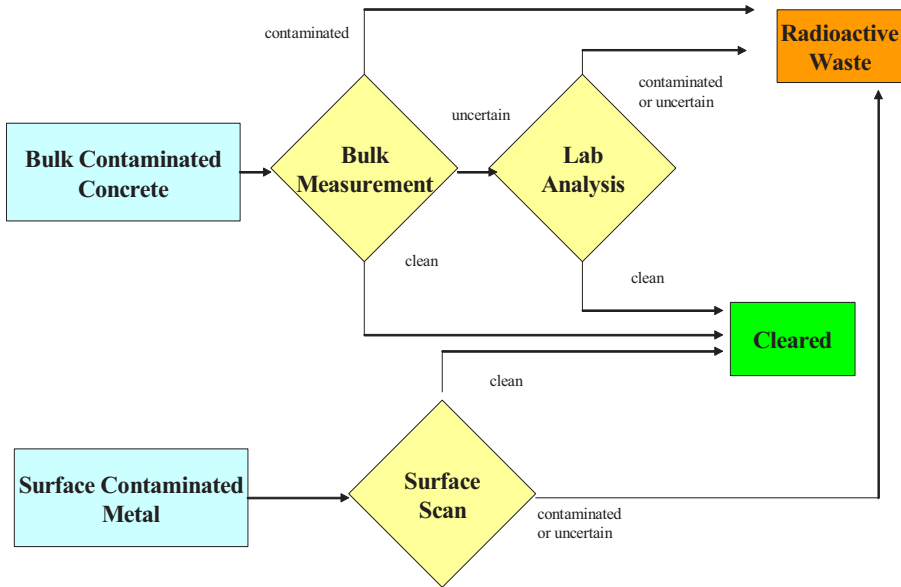 contaminated
Radioactive
Waste
contaminated
or uncertain
uncertain
Bulk Contaminated
Concrete
Bulk
Measurement
Lab
Analysis
clean
clean
Cleared
clean
Surface Contaminated
Metal
Surface
Scan
contaminated
or uncertain